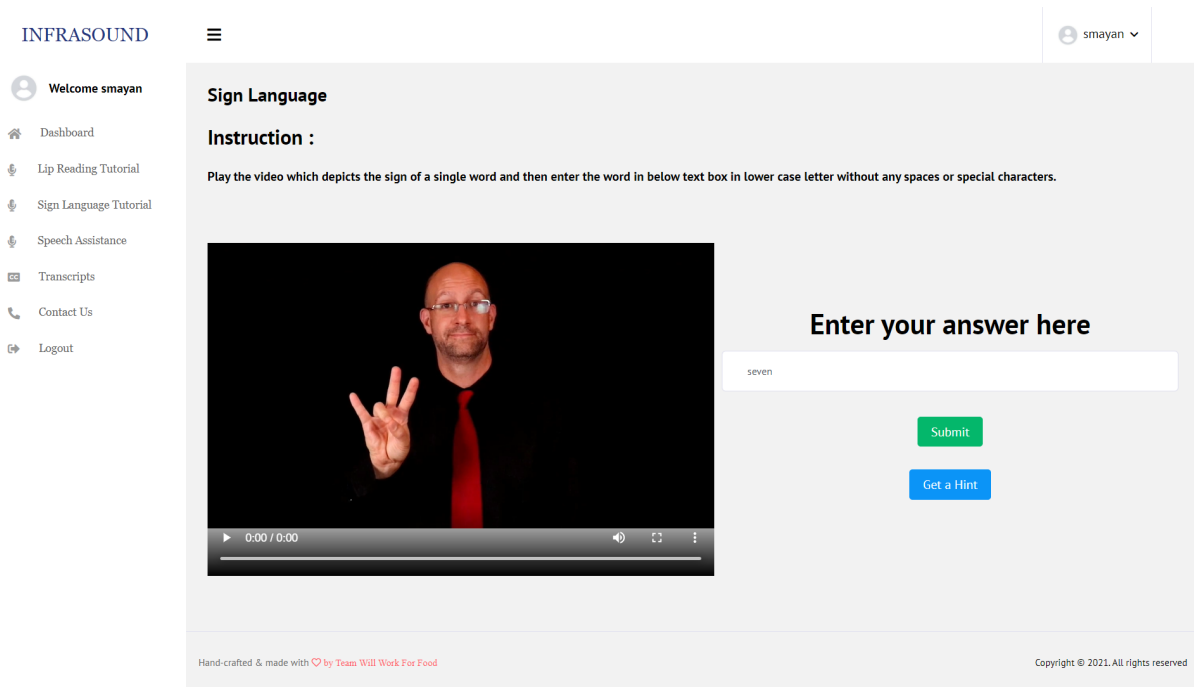 INFRASOUND
smayan
Welcome smayan
Dashboard
Lip Reading Tutorial
Sign Language Tutorial
Speech Assistance
CC
Transcripts
Contact Us
Logout
Sign Language
Instruction :
Play the video which depicts the sign of a single word and then enter the word in below text box in lower case letter without any spaces or special characters.
0:00 / 0:00
Enter your answer here
seven
Submit
Get a Hint
Hand-crafted & made with ♡ by Team Will Work For Food
Copyright © 2021. All rights reserved